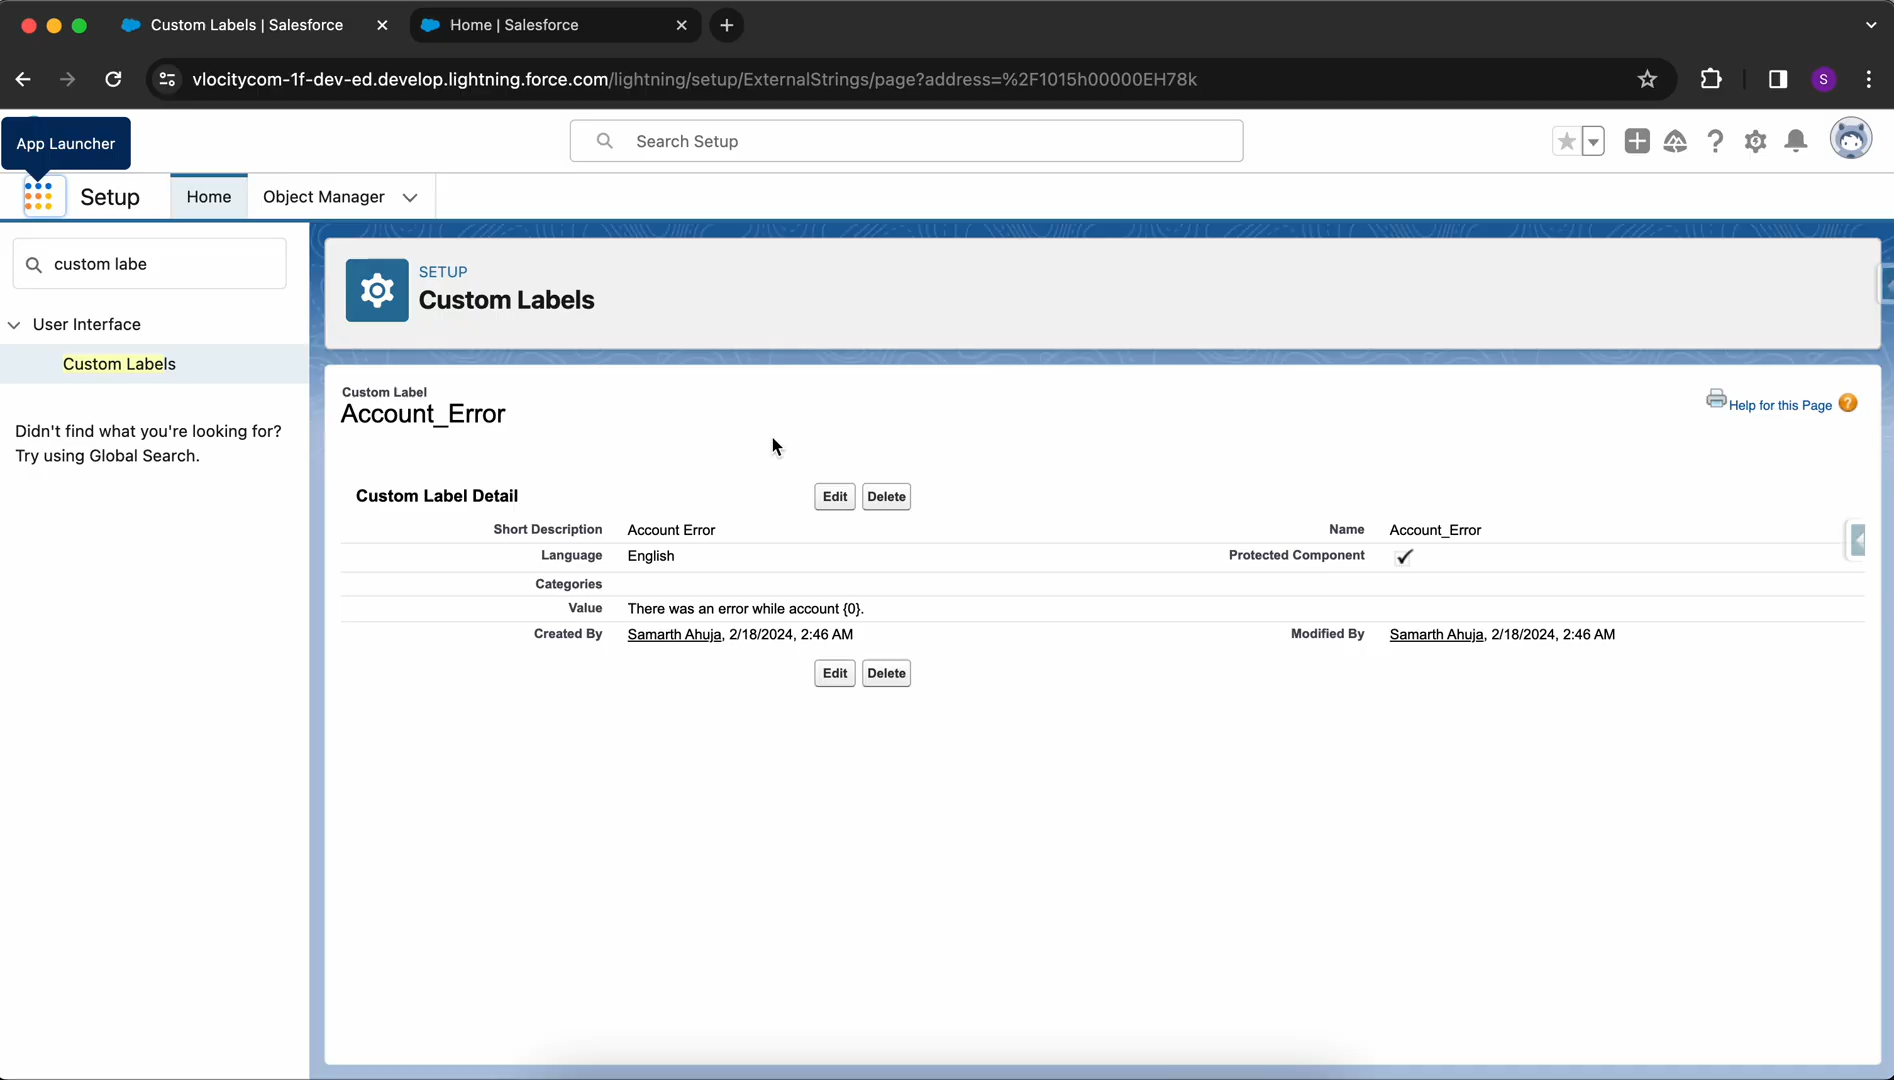 Custom Labels | Salesforce
Home | Salesforce
vlocitycom-1f-dev-ed.develop.lightning.force.com/lightning/setup/ExternalStrings/page?address=%2F1015h00000EH78k
S
App Launcher
Search Setup
Setup
Home
Object Manager
custom labe
User Interface
Custom Labels
Didn't find what you're looking for?
Try using Global Search.
SETUP
Custom Labels
Custom Label
Account_Error
Help for this Page ?
Custom Label Detail
Edit Delete
Short Description Account Error Name Account_Error
Language English Protected Component
Categories
Value There was an error while account {0}.
Created By Samarth Ahuja, 2/18/2024, 2:46 AM Modified By Samarth Ahuja, 2/18/2024, 2:46 AM
Edit Delete